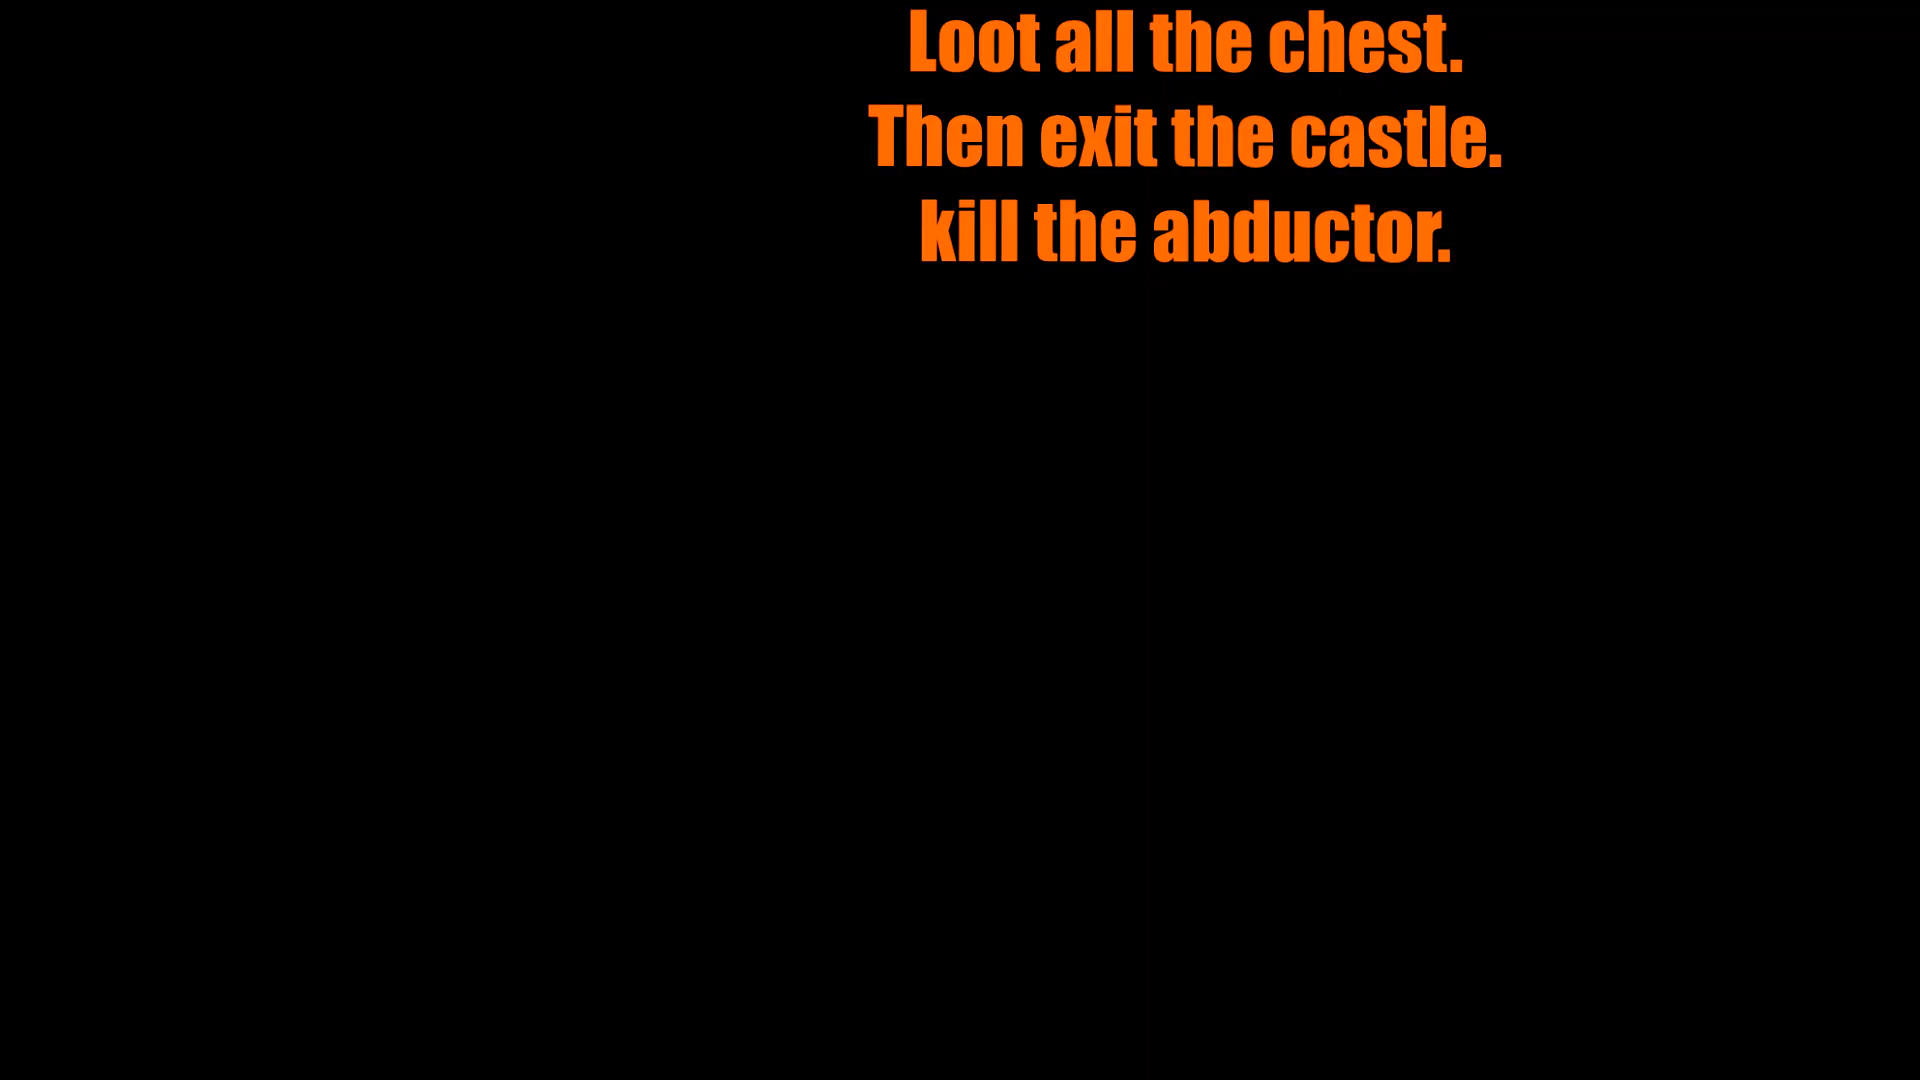 Loot all the chest.
Then exit the castle.
kill the abductor.